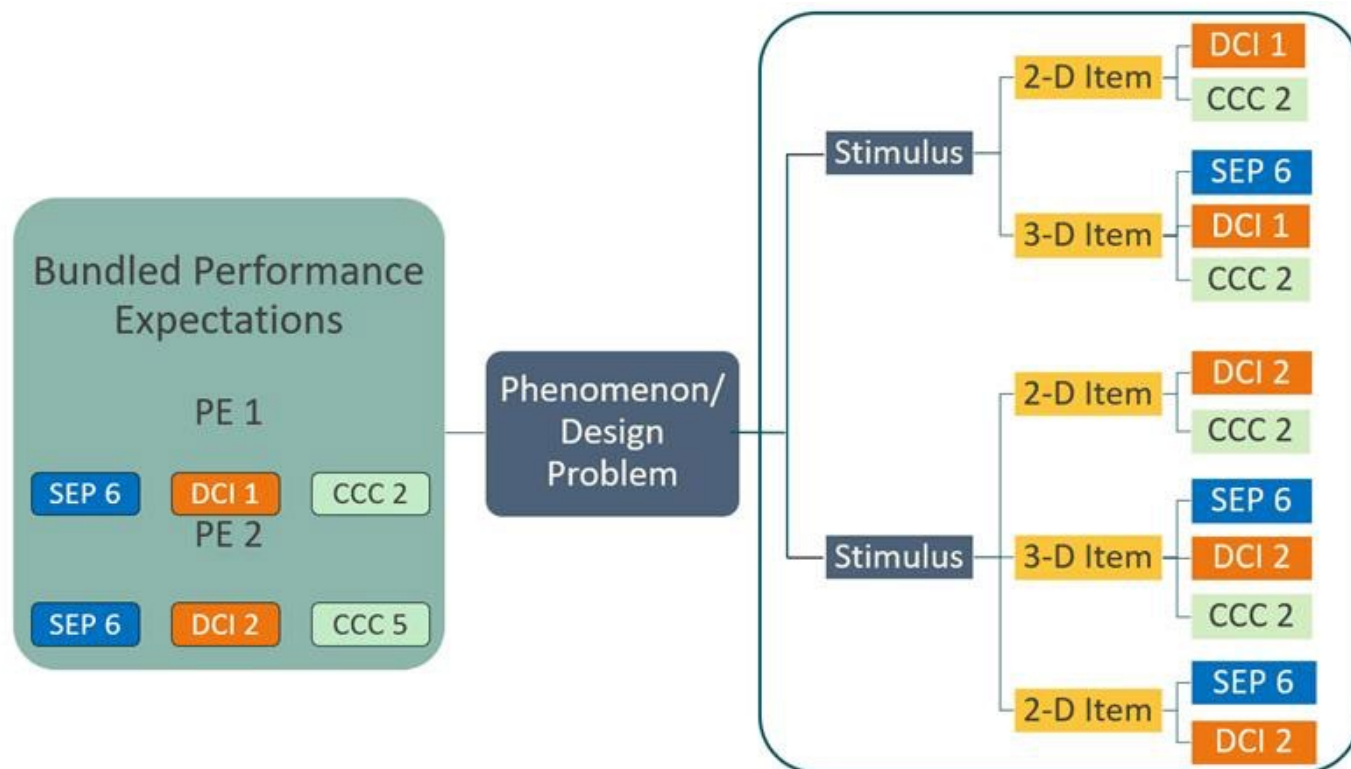 Bundled Performance
Expectations
PE 1
SEP 6 DCI 1 CCC 2
PE 2
SEP 6 DCI 2 CCC 5
Phenomenon/
Design
Problem
Stimulus
2-D Item
DCI 1
CCC 2
3-D Item
SEP 6
DCI 1
CCC 2
Stimulus
2-D Item
DCI 2
CCC 2
3-D Item
SEP 6
DCI 2
CCC 2
2-D Item
SEP 6
DCI 2